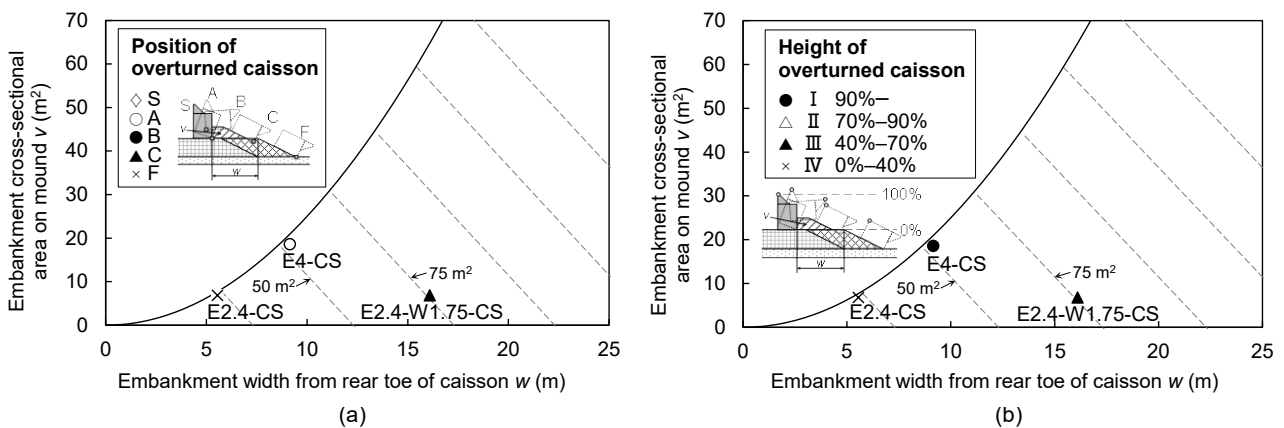 Embankment cross-sectional
area on mound v (m²)
70
60
50
40
30
20
10
0
Position of
overturned caisson
S
A
B
C
F
S
A
B
C
F
v
w
E4-CS
50 m²
75 m²
E2.4-CS
E2.4-W1.75-CS
0
5
10
15
20
25
Embankment width from rear toe of caisson w (m)
(a)
Embankment cross-sectional
area on mound v (m²)
70
60
50
40
30
20
10
0
Height of
overturned caisson
I 90%–
II 70%–90%
III 40%–70%
IV 0%–40%
100%
0%
v
w
E4-CS
50 m²
75 m²
E2.4-CS
E2.4-W1.75-CS
0
5
10
15
20
25
Embankment width from rear toe of caisson w (m)
(b)